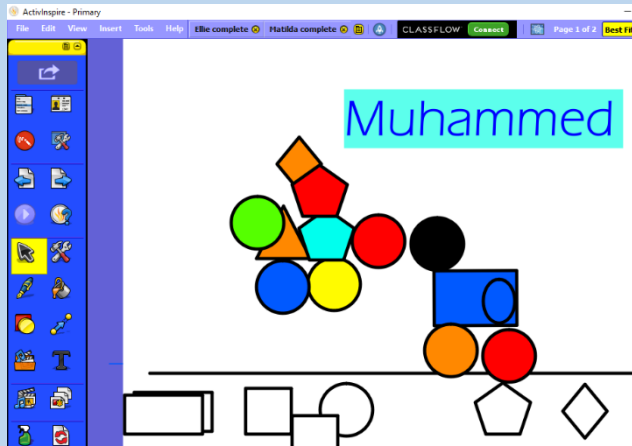 ActivInspire - Primary
File Edit View Insert Tools Help Ellie complete Matilda complete CLASSFLOW Connect Page 1 of 2 Best Fit
Muhammed
T